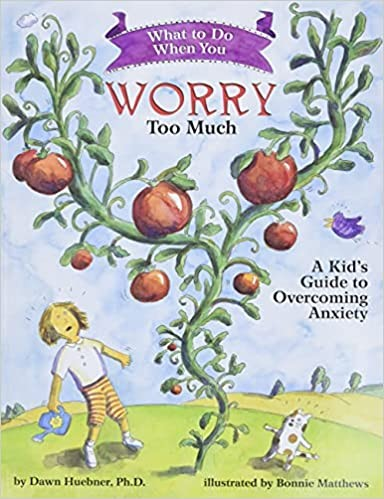 What to Do
When You
WORRY
Too Much
A Kid's
Guide to
Overcoming
Anxiety
by Dawn Huebner, Ph.D.
illustrated by Bonnie Matthews